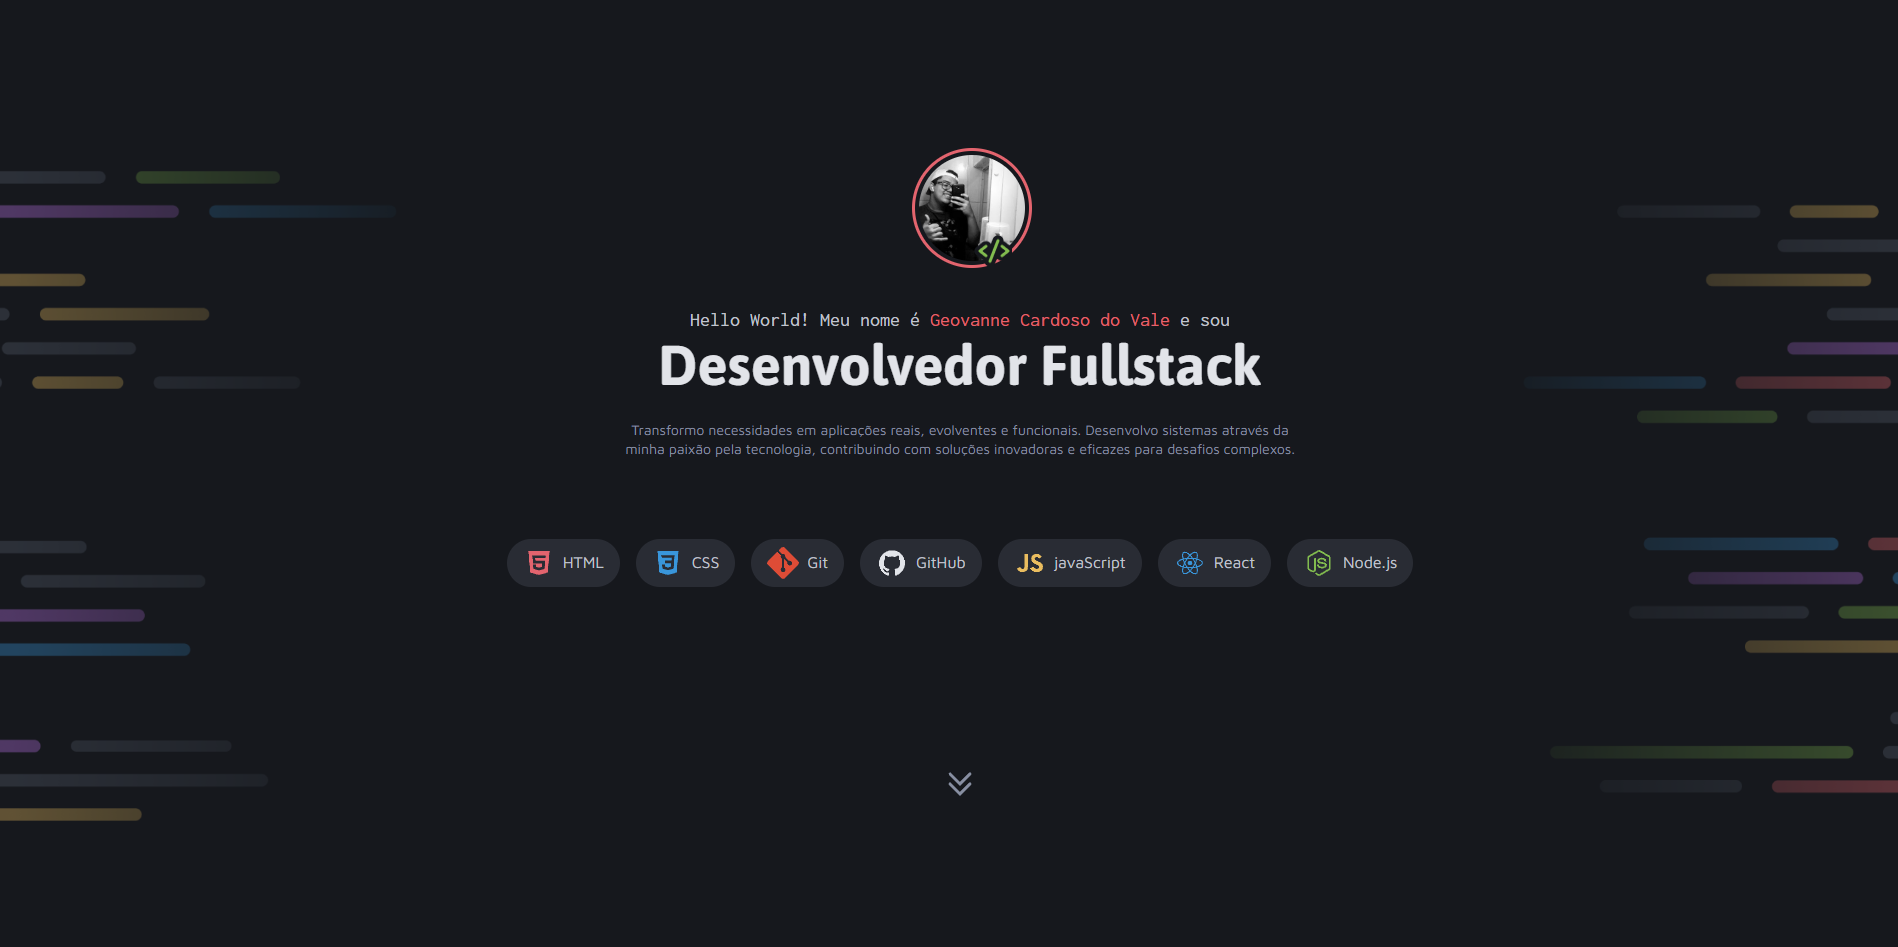 </>
Hello World! Meu nome é Geovanne Cardoso do Vale e sou
Desenvolvedor Fullstack
Transformo necessidades em aplicações reais, evolventes e funcionais. Desenvolvo sistemas através da
minha paixão pela tecnologia, contribuindo com soluções inovadoras e eficazes para desafios complexos.
HTML CSS Git GitHub JS javaScript React JS Node.js